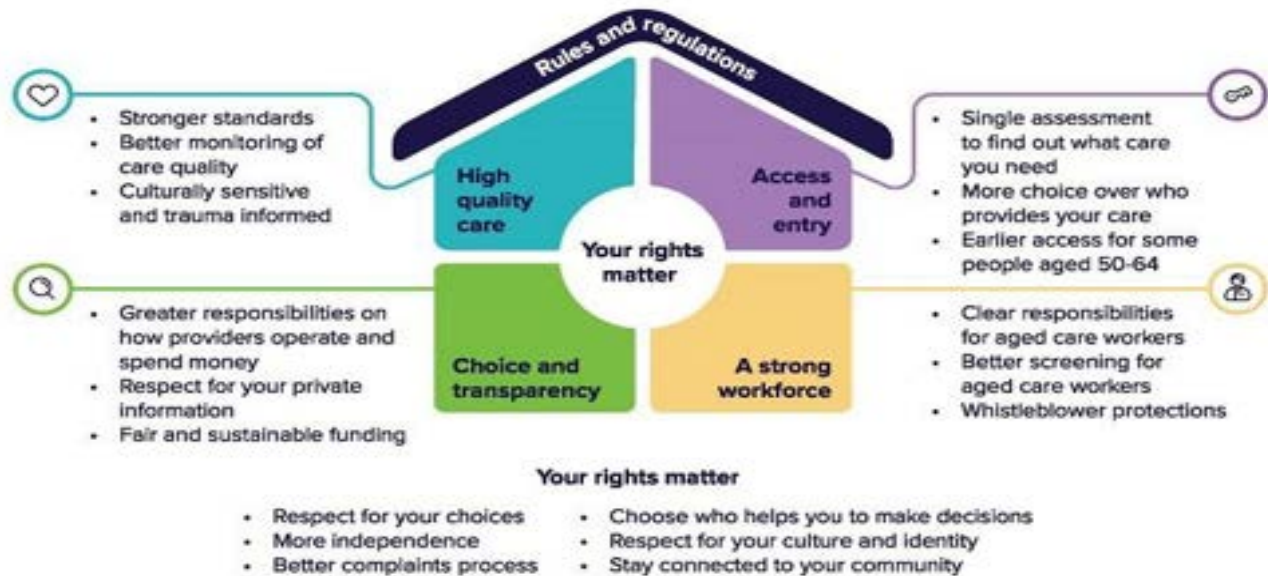 Rules and regulations
• Stronger standards
• Better monitoring of
care quality
• Culturally sensitive
and trauma informed
High
quality
care
Access
and
entry
• Single assessment
to find out what care
you need
• More choice over who
provides your care
• Earlier access for some
people aged 50-64
Your rights
matter
• Greater responsibilities on
how providers operate and
spend money
• Respect for your private
information
• Fair and sustainable funding
Choice and
transparency
A strong
workforce
• Clear responsibilities
for aged care workers
• Better screening for
aged care workers
• Whistleblower protections
Your rights matter
• Respect for your choices
• More independence
• Better complaints process
• Choose who helps you to make decisions
• Respect for your culture and identity
• Stay connected to your community